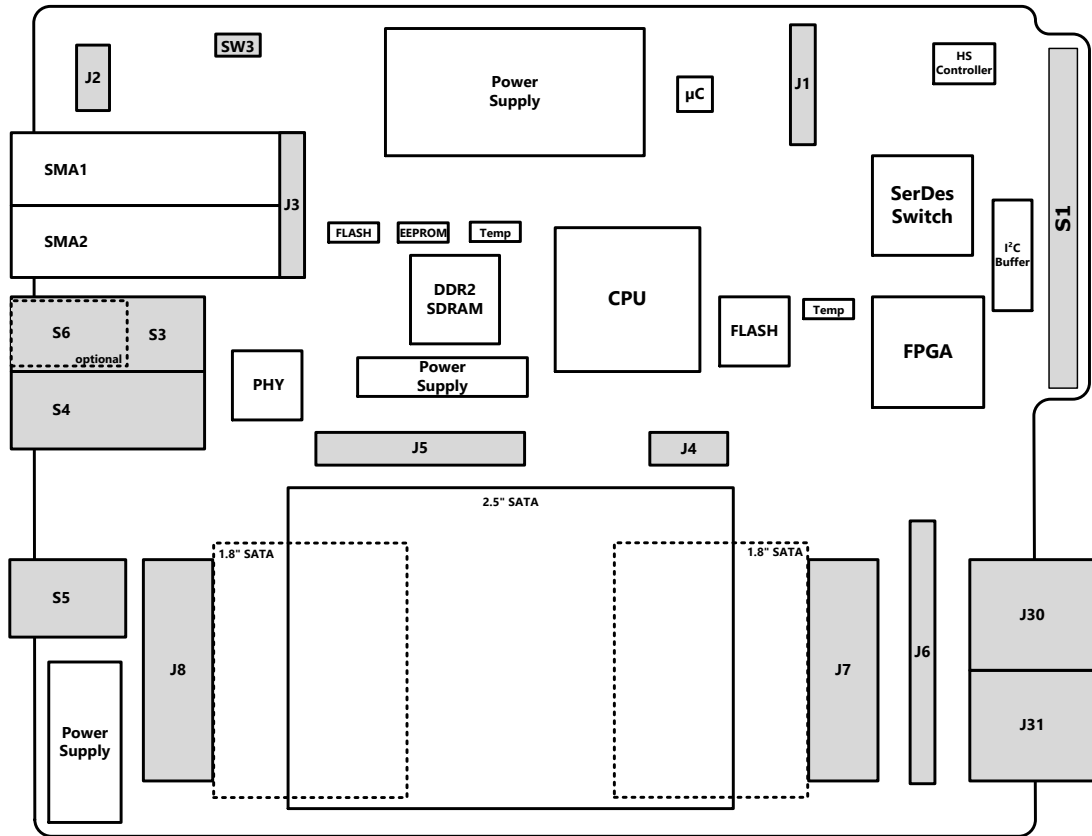 SW3
J2
Power
Supply
µC
J1
HS
Controller
SMA1
SMA2
J3
FLASH
EEPROM
Temp
DDR2
SDRAM
CPU
SerDes
Switch
I²C
Buffer
S1
S6
S3
optional
S4
PHY
Power
Supply
FLASH
Temp
FPGA
J5
J4
2.5" SATA
1.8" SATA
1.8" SATA
S5
J8
J7
J6
J30
J31
Power
Supply